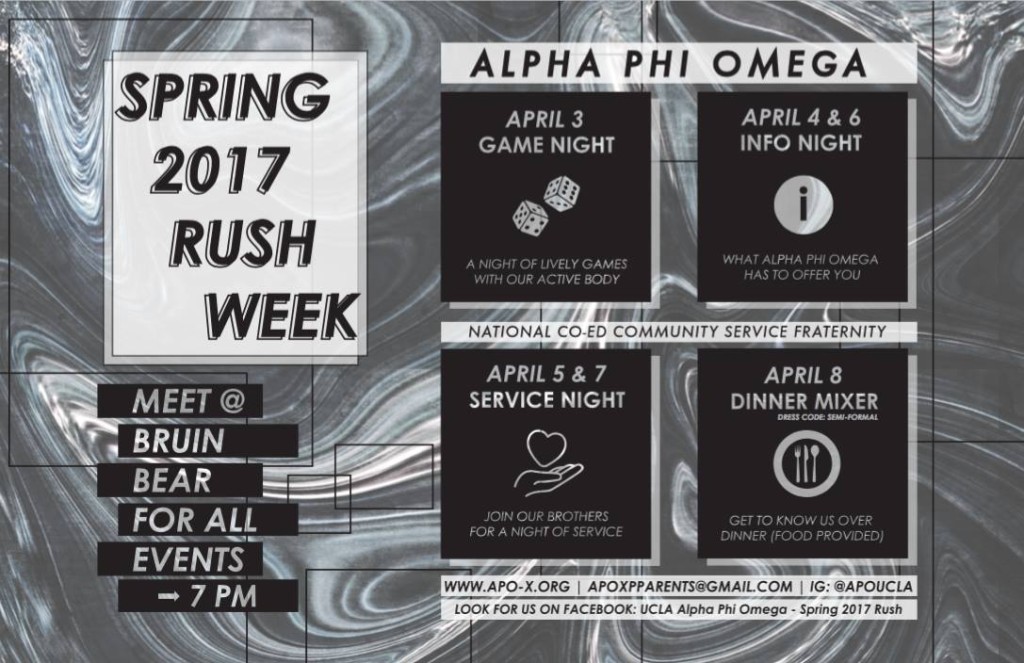 SPRING
2017
RUSH
WEEK
MEET @
BRUIN
BEAR
FOR ALL
EVENTS
➡ 7 PM
ALPHA PHI OMEGA
APRIL 3
GAME NIGHT
A NIGHT OF LIVELY GAMES
WITH OUR ACTIVE BODY
APRIL 4 & 6
INFO NIGHT
i
WHAT ALPHA PHI OMEGA
HAS TO OFFER YOU
NATIONAL CO-ED COMMUNITY SERVICE FRATERNITY
APRIL 5 & 7
SERVICE NIGHT
JOIN OUR BROTHERS
FOR A NIGHT OF SERVICE
APRIL 8
DINNER MIXER
DRESS CODE: SEMI-FORMAL
GET TO KNOW US OVER
DINNER (FOOD PROVIDED)
WWW.APO-X.ORG | APOXPPARENTS@GMAIL.COM | IG: @APOUCLA
LOOK FOR US ON FACEBOOK: UCLA Alpha Phi Omega - Spring 2017 Rush